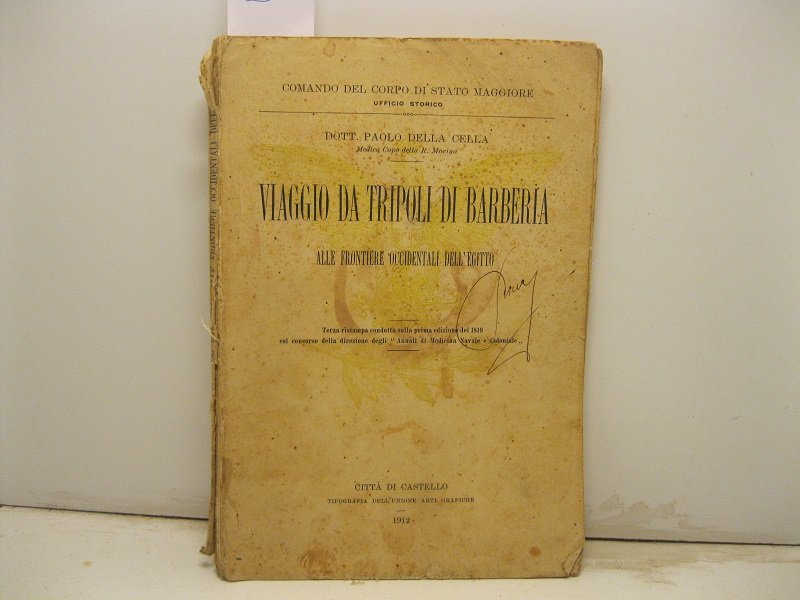 COMANDO DEL CORPO DI STATO MAGGIORE
UFFICIO STORICO
DOTT. PAOLO DELLA CELLA
Medico Capo della R. Marina
VIAGGIO DA TRIPOLI DI BARBERIA
ALLE FRONTIERE OCCIDENTALI DELL'EGITTO
Terza ristampa condotta sulla prima edizione del 1819
col concorso della direzione degli "Annali di Medicina Navale e Coloniale„
CITTÀ DI CASTELLO
TIPOGRAFIA DELL'UNIONE ARTI GRAFICHE
1912
FRONTIERE OCCIDENTALI